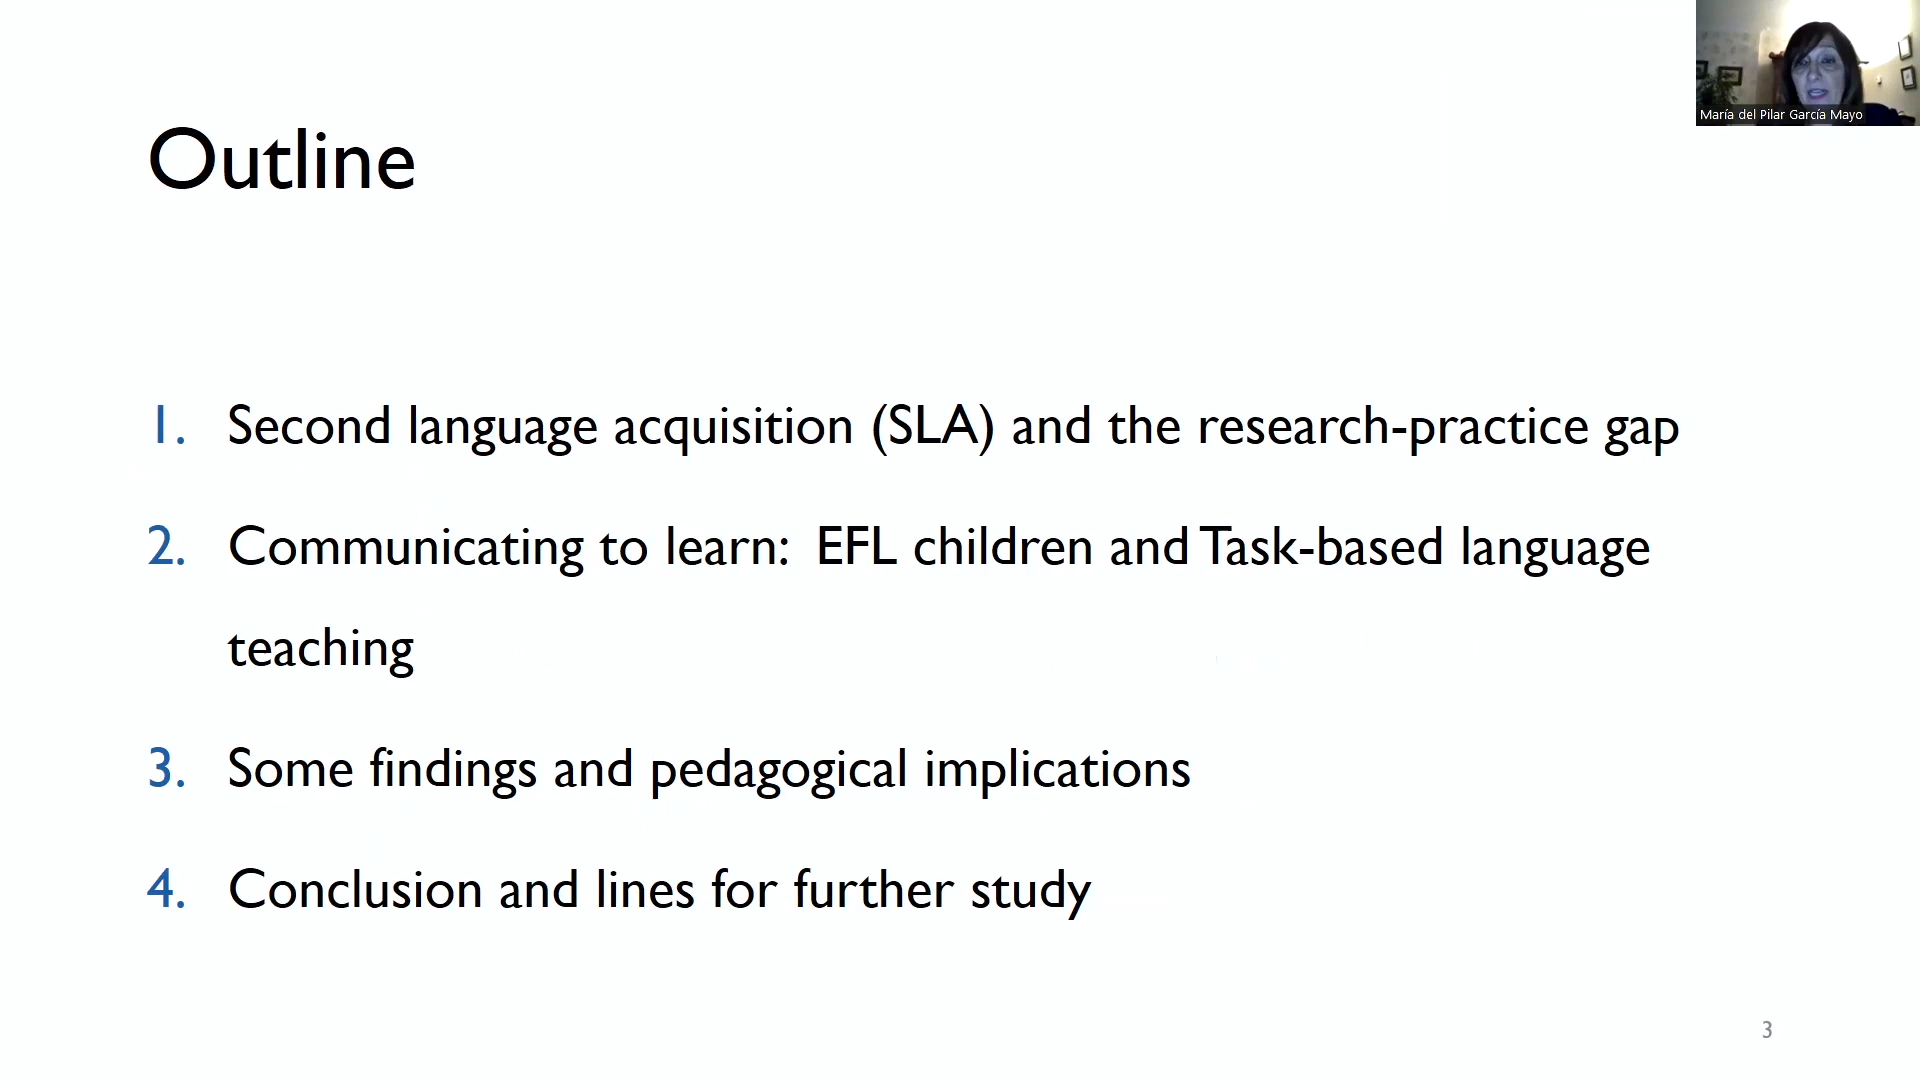 María del Pilar García Mayo
Outline
1. Second language acquisition (SLA) and the research-practice gap
2. Communicating to learn: EFL children and Task-based language
teaching
3. Some findings and pedagogical implications
4. Conclusion and lines for further study
3